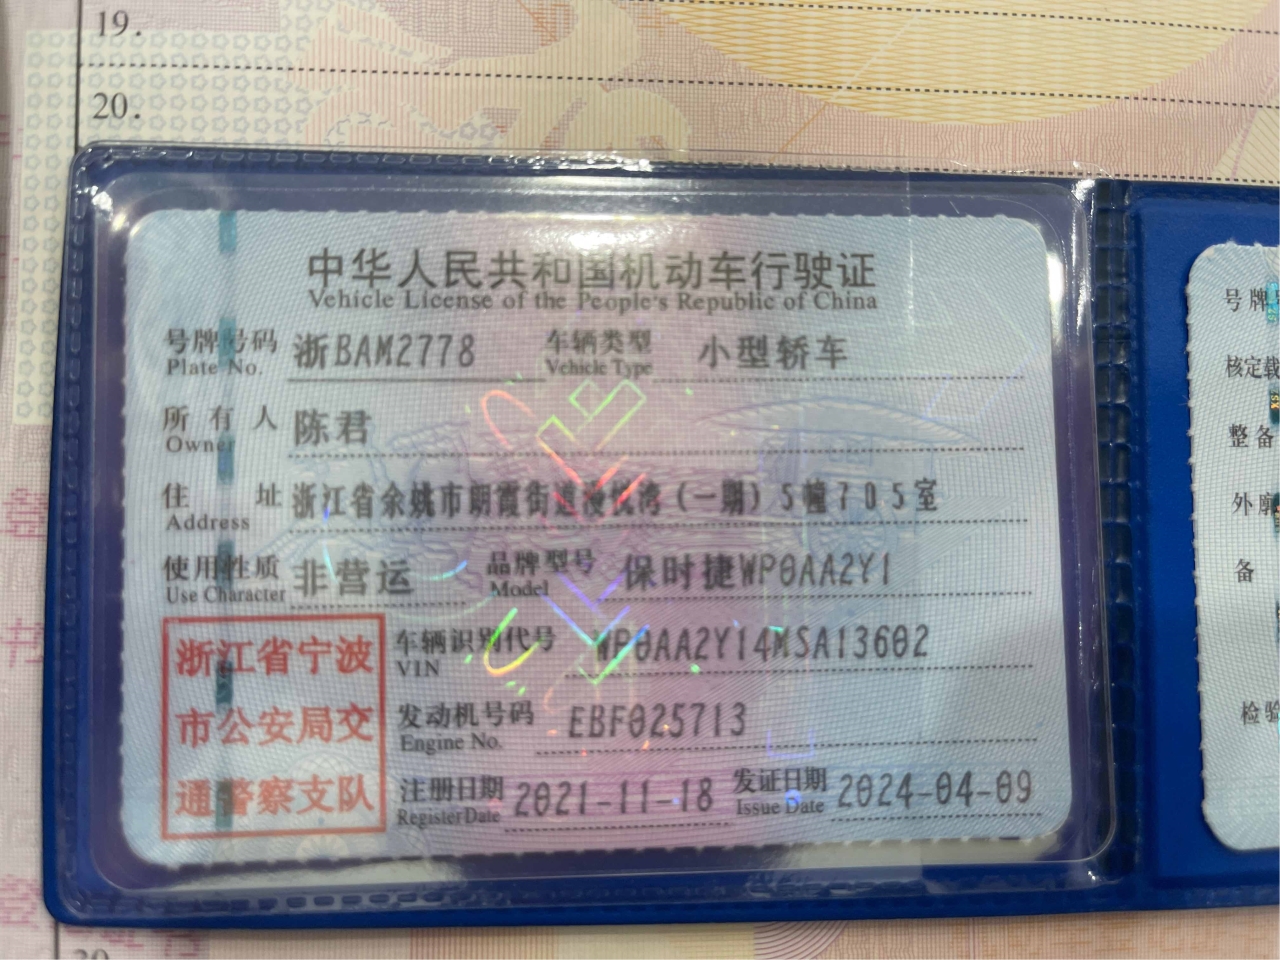 19.
20.
中华人民共和国机动车行驶证
Vehicle License of the People's Republic of China
号牌号码 浙BAM2778 车辆类型 小型轿车
Plate No. Vehicle Type
所有人 陈君
Owner
住址 浙江省余姚市朗霞街道 湾(一期)5幢705室
Address
使用性质 非营运 品牌型号 保时捷WP0AA2Y1
Use Character Model
浙江省宁波
市公安局交
通警察支队
车辆识别代号 WP0AA2Y14MSA13602
VIN
发动机号码 EBF025713
Engine No.
注册日期 2021-11-18 发证日期 2024-04-09
Register Date Issue Date
号牌
核定载
整备
外廓
备
检验